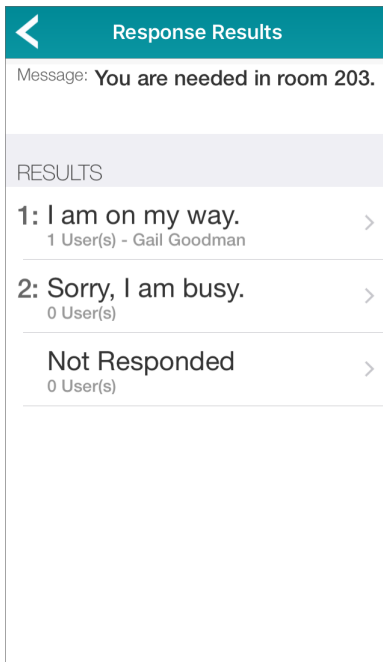 Response Results
Message: You are needed in room 203.
RESULTS
1: I am on my way.
1 User(s) - Gail Goodman
2: Sorry, I am busy.
0 User(s)
Not Responded
0 User(s)